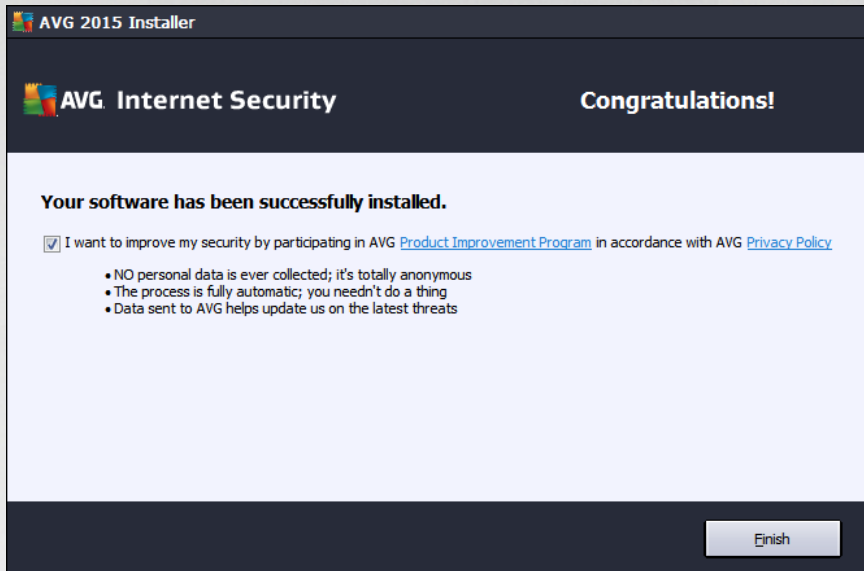 AVG 2015 Installer
AVG Internet Security
Congratulations!
Your software has been successfully installed.
I want to improve my security by participating in AVG Product Improvement Program in accordance with AVG Privacy Policy
• NO personal data is ever collected; it's totally anonymous
• The process is fully automatic; you needn't do a thing
• Data sent to AVG helps update us on the latest threats
Finish